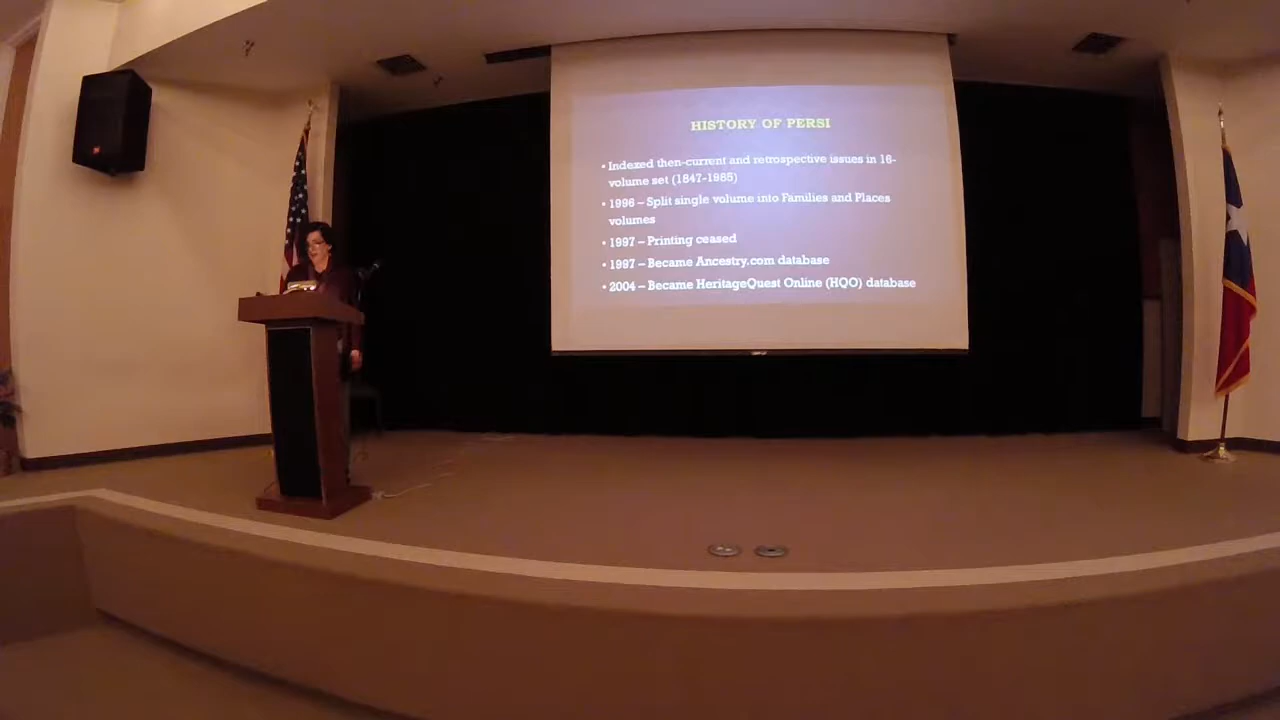 HISTORY OF PERSI
• Indexed then-current and retrospective issues in 16-
volume set (1847-1985)
• 1996 – Split single volume into Families and Places
volumes
• 1997 – Printing ceased
• 1997 – Became Ancestry.com database
• 2004 – Became HeritageQuest Online (HQO) database